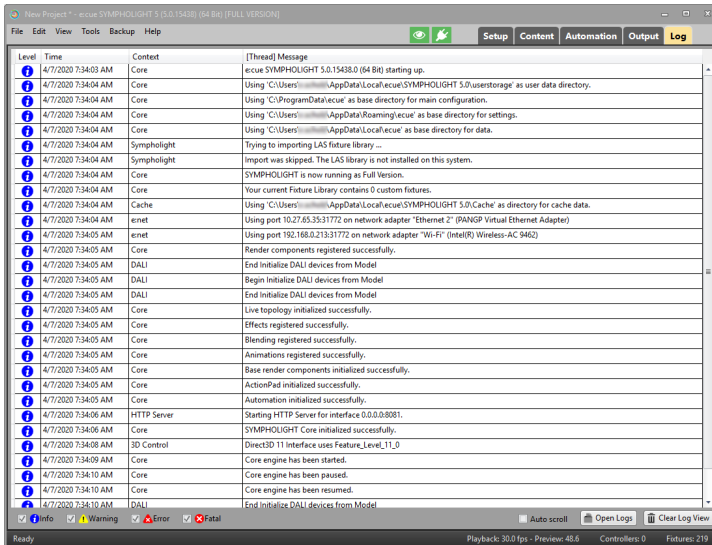 New Project * - e:cue SYMPHOLIGHT 5 (5.0.15438) (64 Bit) [FULL VERSION]
File Edit View Tools Backup Help Setup Content Automation Output Log
Level Time Context [Thread] Message
4/7/2020 7:34:03 AM Core e:cue SYMPHOLIGHT 5.0.15438.0 (64 Bit) starting up.
4/7/2020 7:34:04 AM Core Using 'C:\Users\ \AppData\Local\ecue\SYMPHOLIGHT 5.0\userstorage' as user data directory.
4/7/2020 7:34:04 AM Core Using 'C:\ProgramData\ecue' as base directory for main configuration.
4/7/2020 7:34:04 AM Core Using 'C:\Users\ \AppData\Roaming\ecue' as base directory for settings.
4/7/2020 7:34:04 AM Core Using 'C:\Users\ \AppData\Local\ecue' as base directory for data.
4/7/2020 7:34:04 AM Sympholight Trying to importing LAS fixture library ...
4/7/2020 7:34:04 AM Sympholight Import was skipped. The LAS library is not installed on this system.
4/7/2020 7:34:04 AM Core SYMPHOLIGHT is now running as Full Version.
4/7/2020 7:34:04 AM Core Your current Fixture Library contains 0 custom fixtures.
4/7/2020 7:34:04 AM Cache Using 'C:\Users\ \AppData\Local\ecue\SYMPHOLIGHT 5.0\Cache' as directory for cache data.
4/7/2020 7:34:04 AM e:net Using port 10.27.65.35:31772 on network adapter "Ethernet 2" (PANGP Virtual Ethernet Adapter)
4/7/2020 7:34:05 AM e:net Using port 192.168.0.213:31772 on network adapter "Wi-Fi" (Intel(R) Wireless-AC 9462)
4/7/2020 7:34:05 AM Core Render components registered successfully.
4/7/2020 7:34:05 AM DALI End Initialize DALI devices from Model
4/7/2020 7:34:05 AM DALI Begin Initialize DALI devices from Model
4/7/2020 7:34:05 AM DALI End Initialize DALI devices from Model
4/7/2020 7:34:05 AM Core Live topology initialized successfully.
4/7/2020 7:34:05 AM Core Effects registered successfully.
4/7/2020 7:34:05 AM Core Blending registered successfully.
4/7/2020 7:34:05 AM Core Animations registered successfully.
4/7/2020 7:34:05 AM Core Base render components initialized successfully.
4/7/2020 7:34:05 AM Core ActionPad initialized successfully.
4/7/2020 7:34:05 AM Core Automation initialized successfully.
4/7/2020 7:34:06 AM HTTP Server Starting HTTP Server for interface 0.0.0.0:8081.
4/7/2020 7:34:06 AM Core SYMPHOLIGHT Core initialized successfully.
4/7/2020 7:34:08 AM 3D Control Direct3D 11 Interface uses Feature_Level_11_0
4/7/2020 7:34:09 AM Core Core engine has been started.
4/7/2020 7:34:10 AM Core Core engine has been paused.
4/7/2020 7:34:10 AM Core Core engine has been resumed.
4/7/2020 7:34:10 AM DALI End Initialize DALI devices from Model
Info Warning Error Fatal Auto scroll Open Logs Clear Log View
Ready Playback: 30.0 fps - Preview: 48.6 Controllers: 0 Fixtures: 219